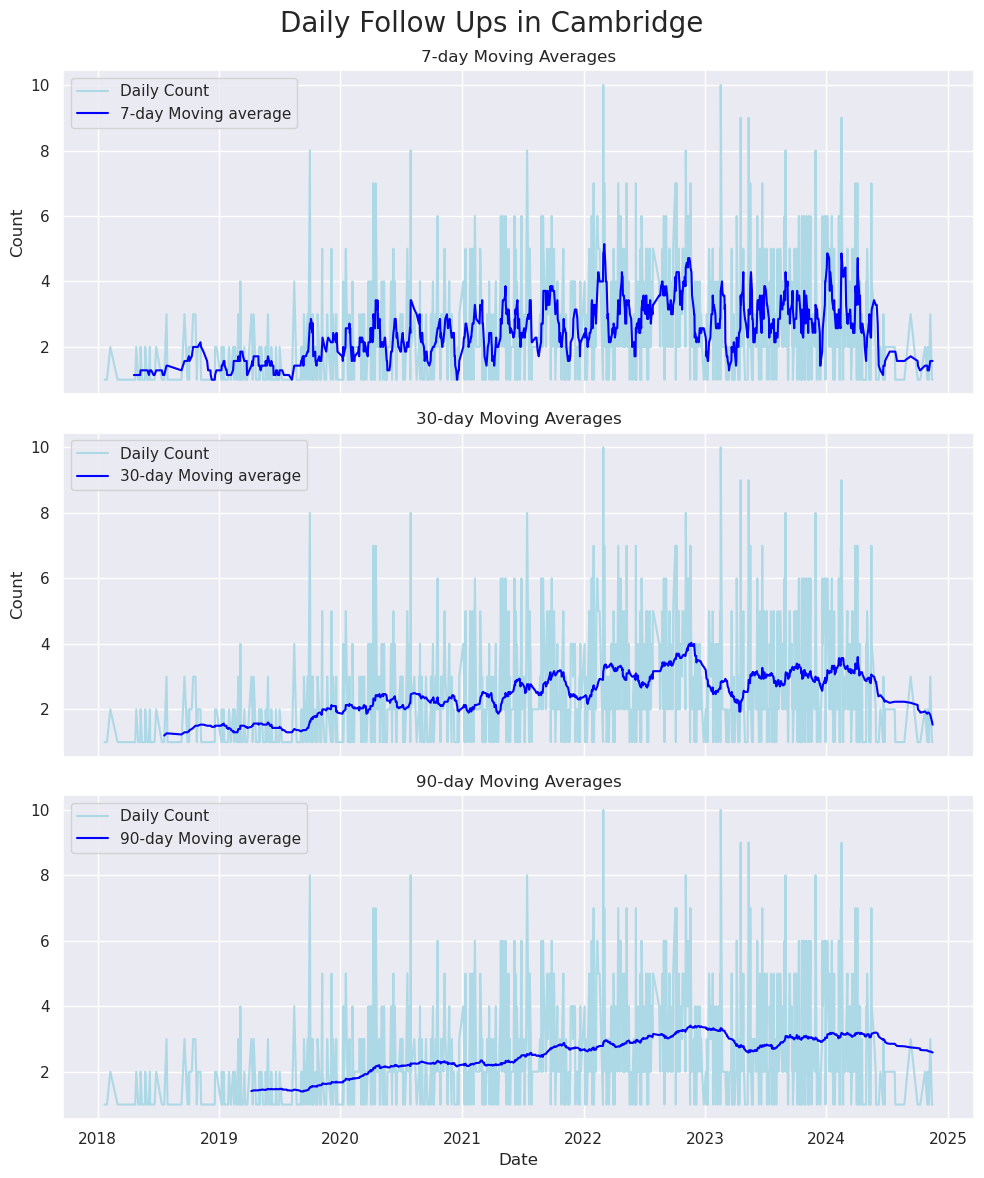 Daily Follow Ups in Cambridge
7-day Moving Averages
10
8
6
4
2
Count
Daily Count
7-day Moving average
30-day Moving Averages
10
8
6
4
2
Count
Daily Count
30-day Moving average
90-day Moving Averages
10
8
6
4
2
Daily Count
90-day Moving average
2018 2019 2020 2021 2022 2023 2024 2025
Date